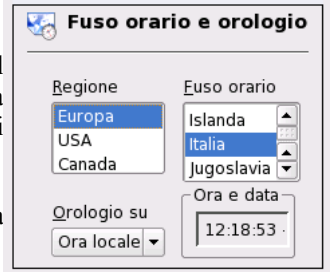 Fuso orario e orologio
Regione
Europa
USA
Canada
Fuso orario
Islanda
Italia
Jugoslavia
Orologio su
Ora locale
Ora e data
12:18:53